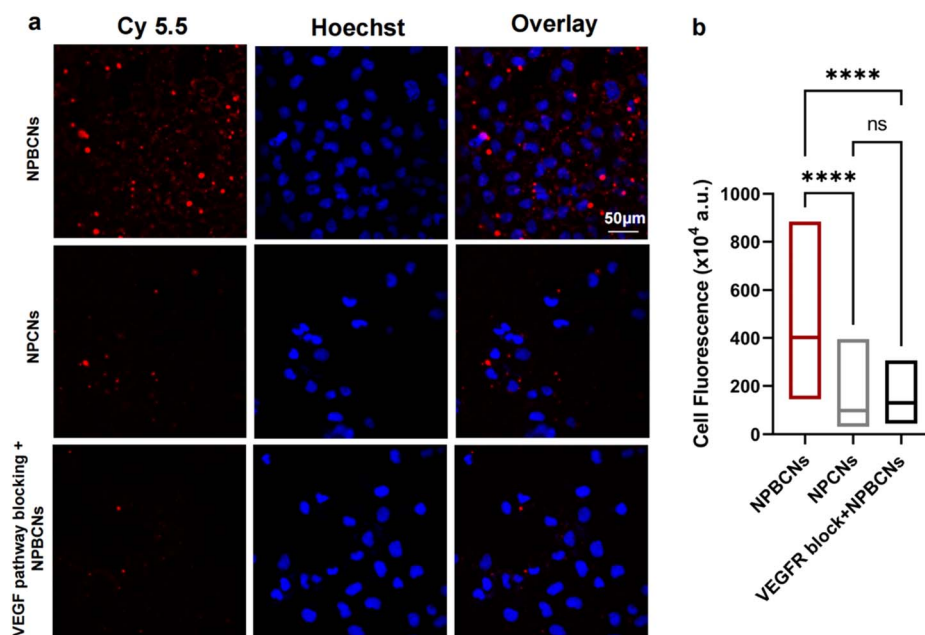 a
Cy 5.5
Hoechst
Overlay
NPBCNs
50μm
NPCNs
VEGF pathway blocking +
NPBCNs
b
****
ns
****
Cell Fluorescence (x10⁴ a.u.)
1000
800
600
400
200
0
NPBCNs
NPCNs
VEGFR block+NPBCNs